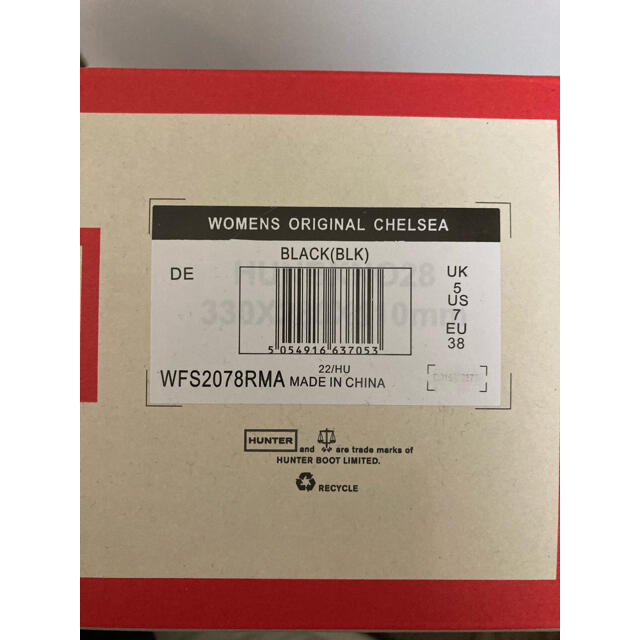 WOMENS ORIGINAL CHELSEA
BLACK(BLK)
DE
UK
5
US
7
EU
38
5 054916 637053
22/HU
WFS2078RMA MADE IN CHINA
HUNTER and are trade marks of
HUNTER BOOT LIMITED.
RECYCLE